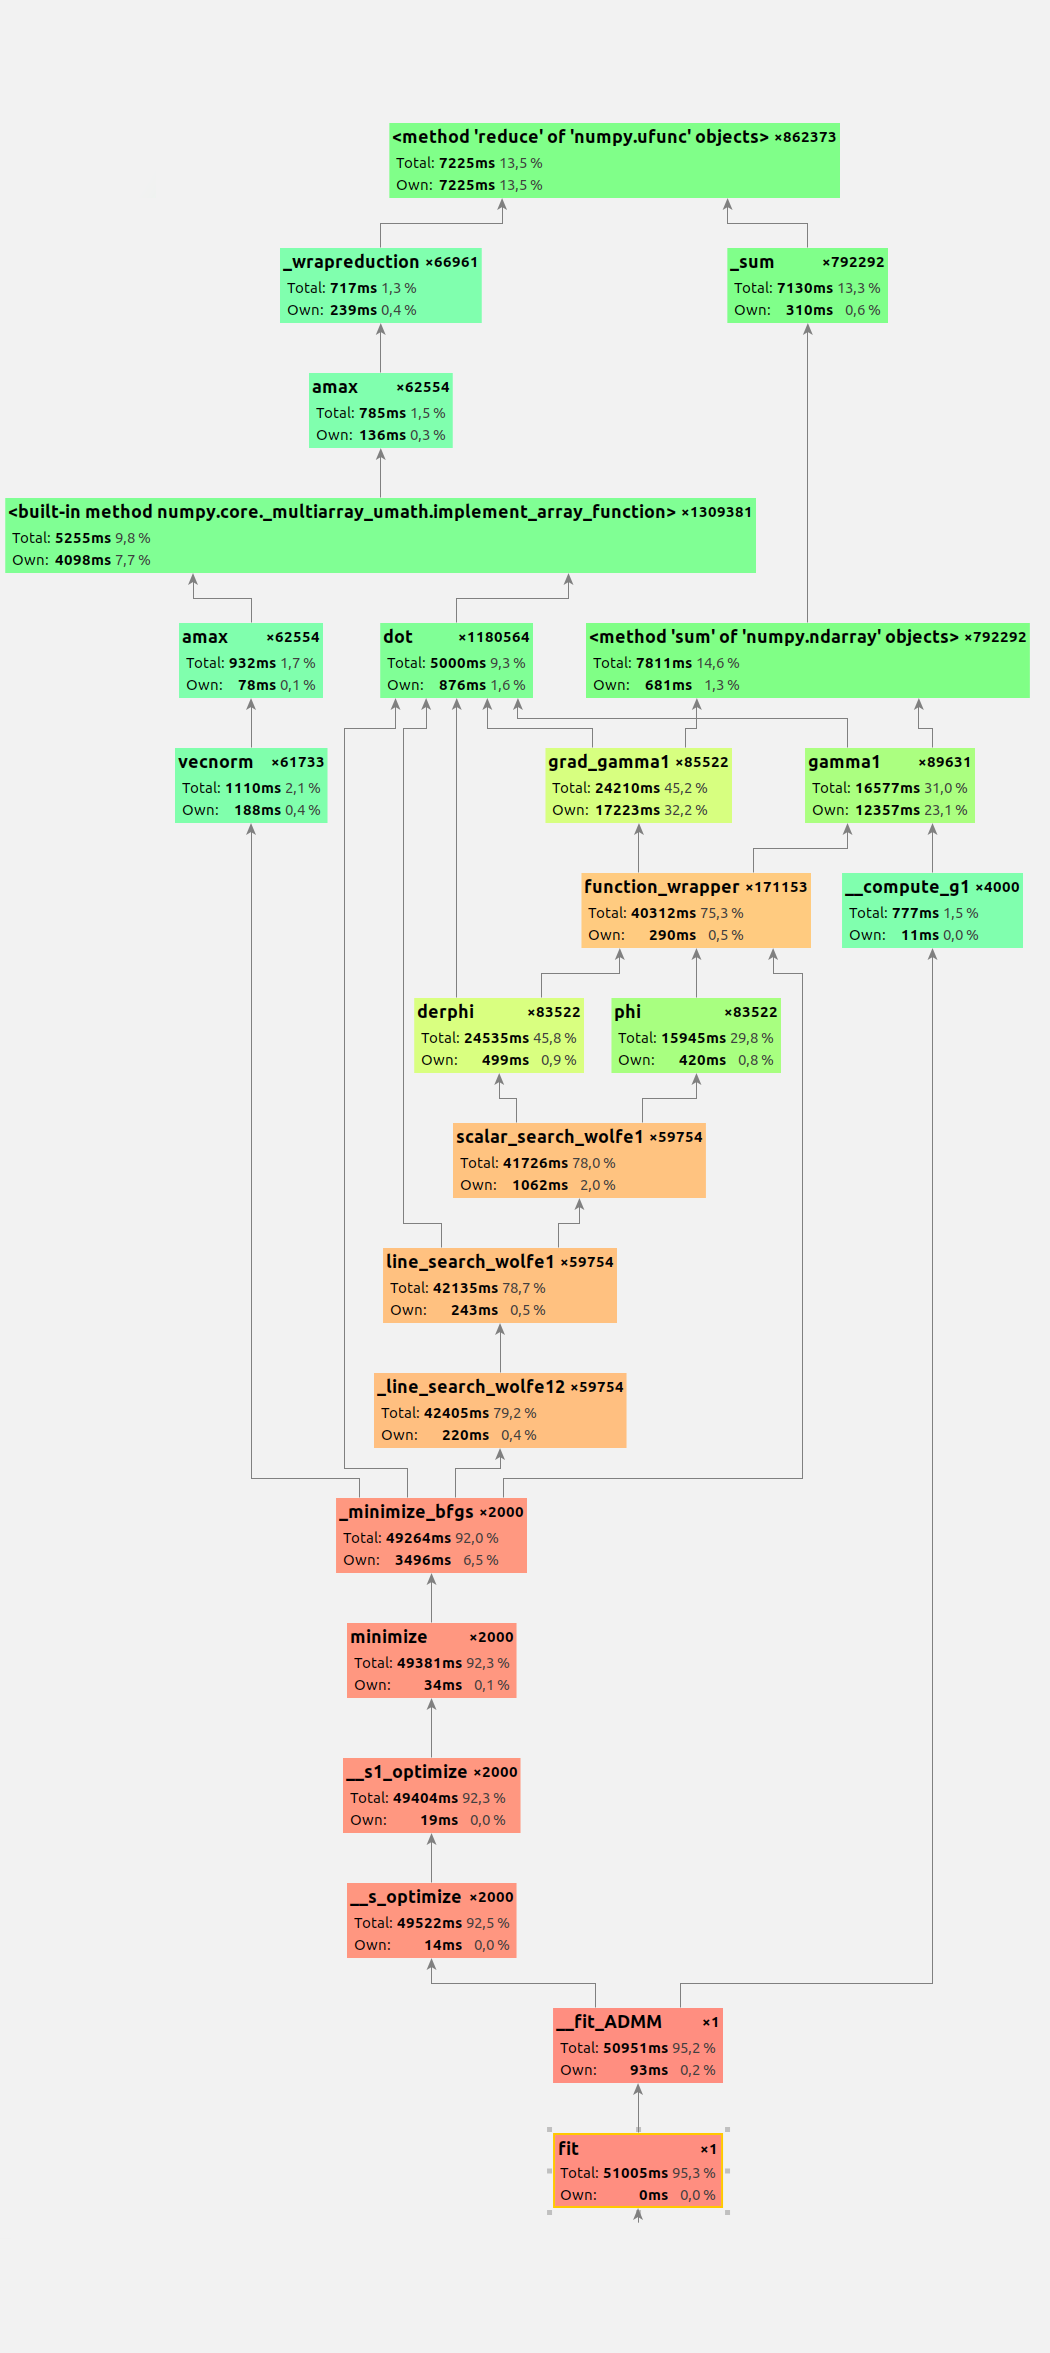 <method 'reduce' of 'numpy.ufunc' objects> ×862373
Total: 7225ms 13,5 %
Own: 7225ms 13,5 %
_wrapreduction ×66961
Total: 717ms 1,3 %
Own: 239ms 0,4 %
_sum ×792292
Total: 7130ms 13,3 %
Own: 310ms 0,6 %
amax ×62554
Total: 785ms 1,5 %
Own: 136ms 0,3 %
<built-in method numpy.core._multiarray_umath.implement_array_function> ×1309381
Total: 5255ms 9,8 %
Own: 4098ms 7,7 %
amax ×62554
Total: 932ms 1,7 %
Own: 78ms 0,1 %
dot ×1180564
Total: 5000ms 9,3 %
Own: 876ms 1,6 %
<method 'sum' of 'numpy.ndarray' objects> ×792292
Total: 7811ms 14,6 %
Own: 681ms 1,3 %
vecnorm ×61733
Total: 1110ms 2,1 %
Own: 188ms 0,4 %
grad_gamma1 ×85522
Total: 24210ms 45,2 %
Own: 17223ms 32,2 %
gamma1 ×89631
Total: 16577ms 31,0 %
Own: 12357ms 23,1 %
function_wrapper ×171153
Total: 40312ms 75,3 %
Own: 290ms 0,5 %
__compute_g1 ×4000
Total: 777ms 1,5 %
Own: 11ms 0,0 %
derphi ×83522
Total: 24535ms 45,8 %
Own: 499ms 0,9 %
phi ×83522
Total: 15945ms 29,8 %
Own: 420ms 0,8 %
scalar_search_wolfe1 ×59754
Total: 41726ms 78,0 %
Own: 1062ms 2,0 %
line_search_wolfe1 ×59754
Total: 42135ms 78,7 %
Own: 243ms 0,5 %
_line_search_wolfe12 ×59754
Total: 42405ms 79,2 %
Own: 220ms 0,4 %
_minimize_bfgs ×2000
Total: 49264ms 92,0 %
Own: 3496ms 6,5 %
minimize ×2000
Total: 49381ms 92,3 %
Own: 34ms 0,1 %
__s1_optimize ×2000
Total: 49404ms 92,3 %
Own: 19ms 0,0 %
__s_optimize ×2000
Total: 49522ms 92,5 %
Own: 14ms 0,0 %
__fit_ADMM ×1
Total: 50951ms 95,2 %
Own: 93ms 0,2 %
fit ×1
Total: 51005ms 95,3 %
Own: 0ms 0,0 %